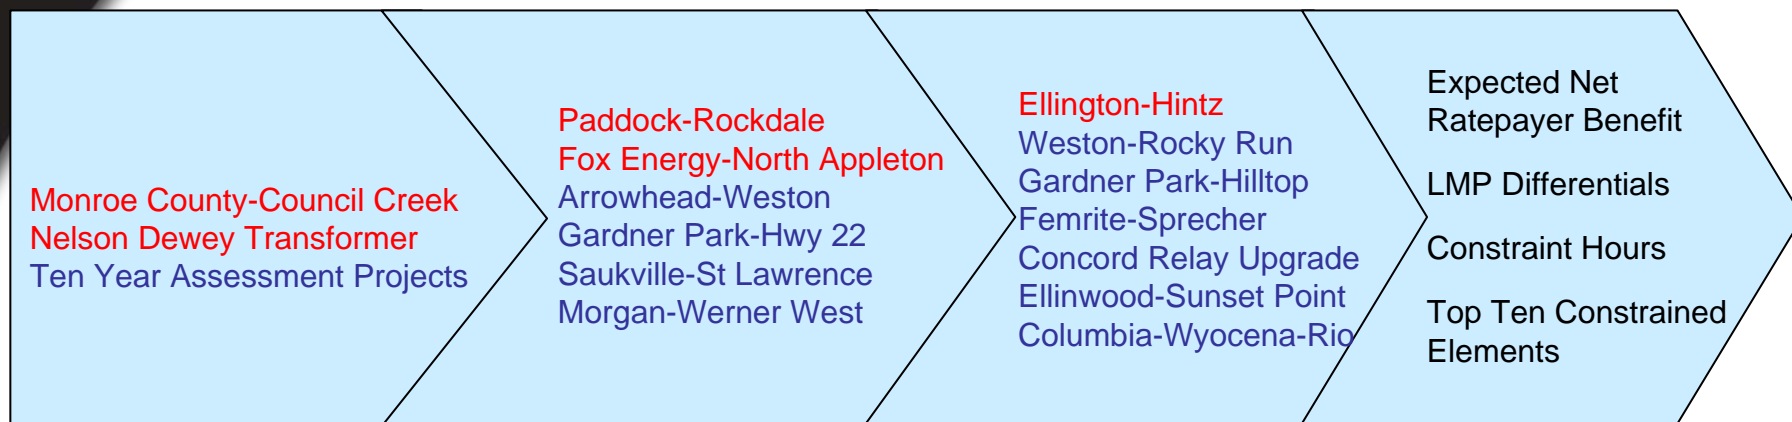 Monroe County-Council Creek
Nelson Dewey Transformer
Ten Year Assessment Projects
Paddock-Rockdale
Fox Energy-North Appleton
Arrowhead-Weston
Gardner Park-Hwy 22
Saukville-St Lawrence
Morgan-Werner West
Ellington-Hintz
Weston-Rocky Run
Gardner Park-Hilltop
Femrite-Sprecher
Concord Relay Upgrade
Ellinwood-Sunset Point
Columbia-Wyocena-Rio
Expected Net
Ratepayer Benefit
LMP Differentials
Constraint Hours
Top Ten Constrained
Elements